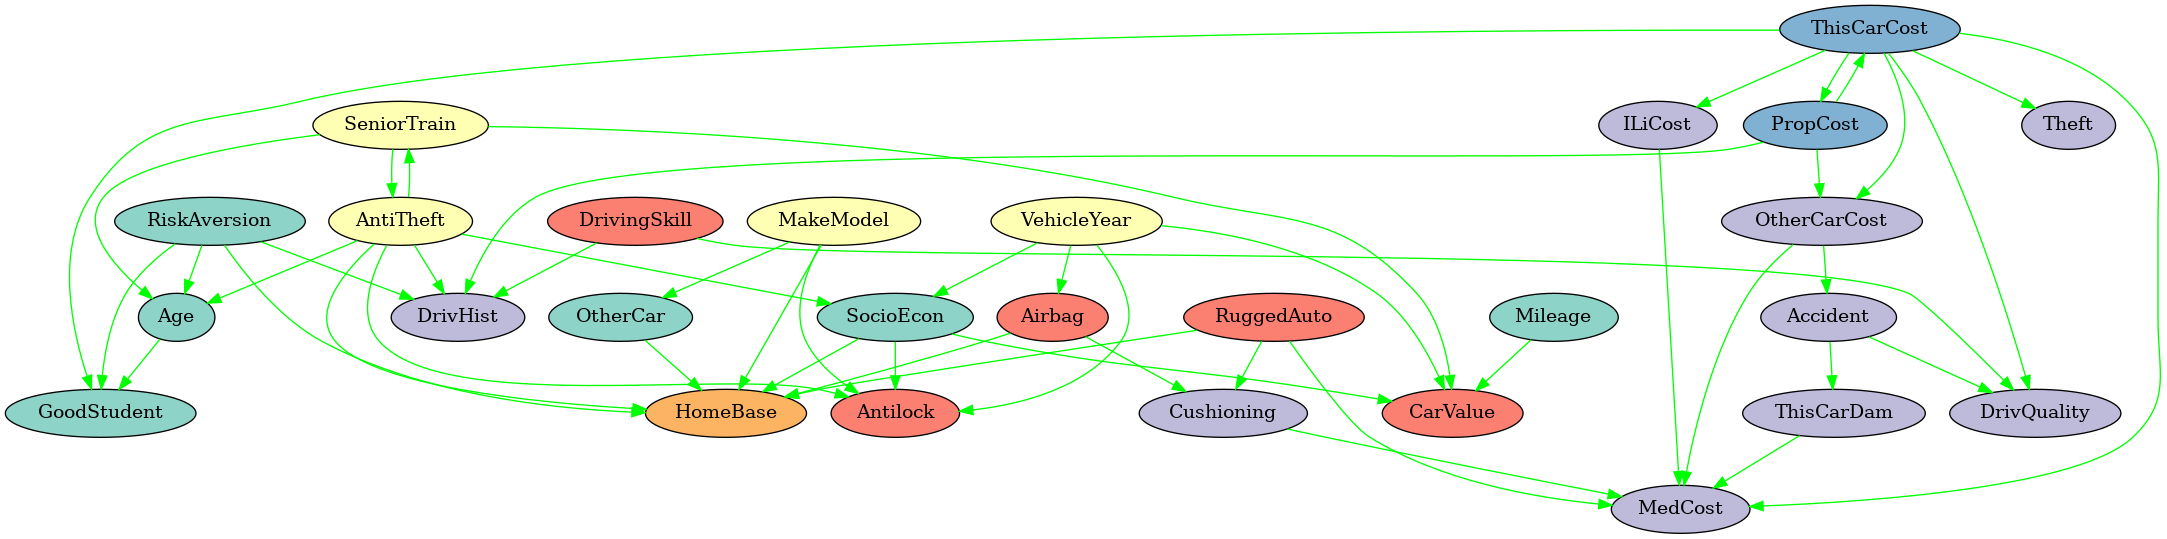 ThisCarCost
SeniorTrain
ILiCost
PropCost
Theft
RiskAversion
AntiTheft
DrivingSkill
MakeModel
VehicleYear
OtherCarCost
Age
DrivHist
OtherCar
SocioEcon
Airbag
RuggedAuto
Mileage
Accident
GoodStudent
HomeBase
Antilock
Cushioning
CarValue
ThisCarDam
DrivQuality
MedCost